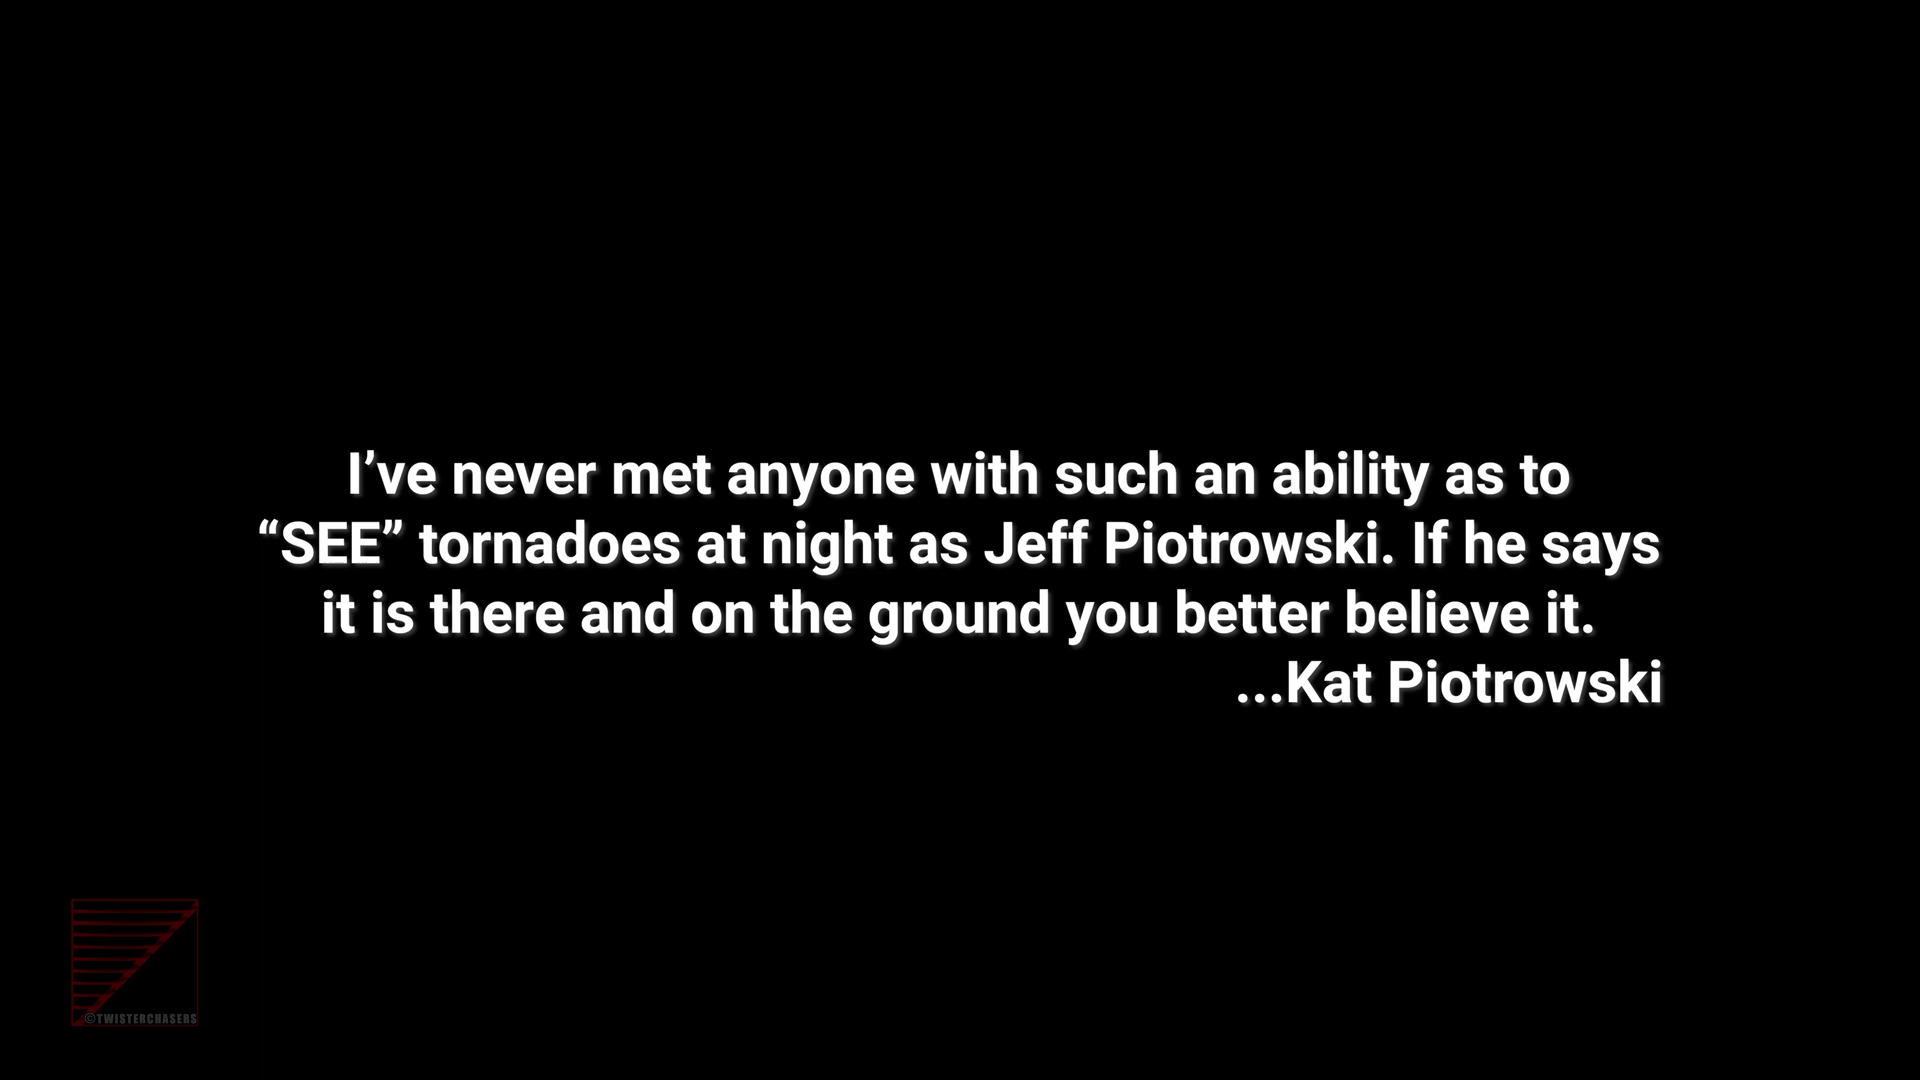 I’ve never met anyone with such an ability as to
“SEE” tornadoes at night as Jeff Piotrowski. If he says
it is there and on the ground you better believe it.
...Kat Piotrowski
©TWISTERCHASERS